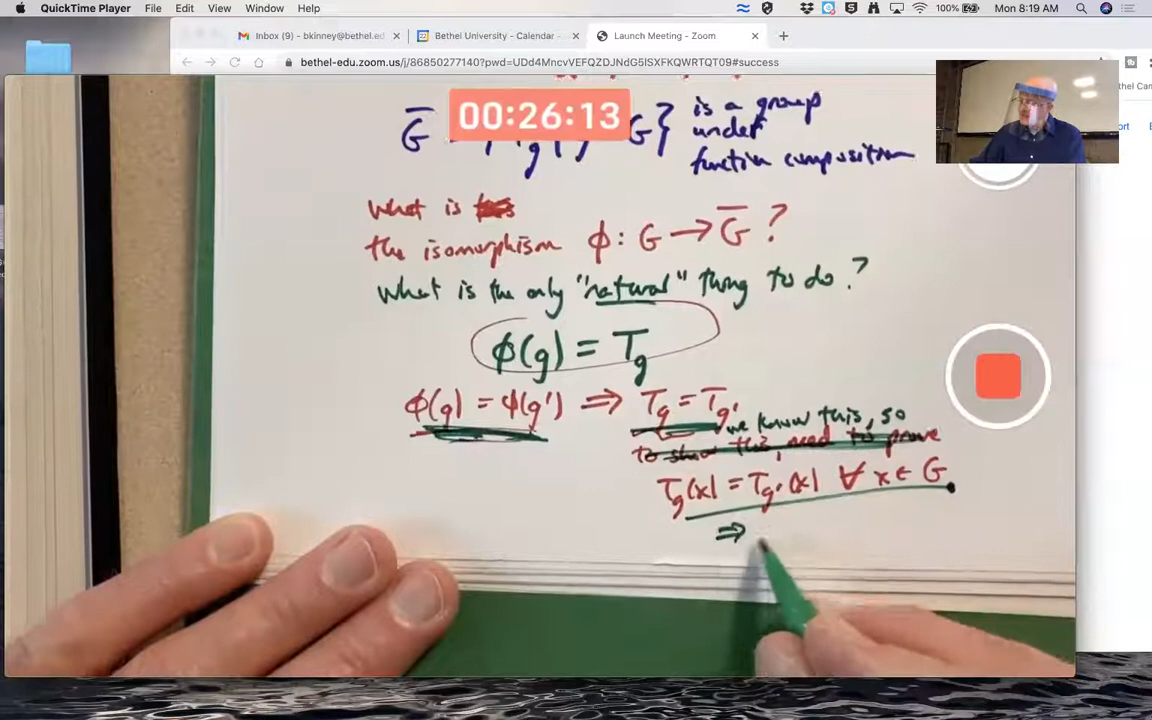 QuickTime Player File Edit View Window Help 100% Mon 8:19 AM
Inbox (9) - bkinney@bethel.ed Bethel University - Calendar - Launch Meeting - Zoom
bethel-edu.zoom.us/j/86850277140?pwd=UDd4MncvVEFQZDJNdG5lSXFKQWRTQT09#success
00:26:13
is a group
G̅ G} under
function composition
What is
the isomorphism φ: G → G̅ ?
What is the only "natural" thing to do?
φ(g) = T_g
φ(g) = φ(g') ⇒ T_g = T_g'
we know this, so
to show this, need to prove
T_g(x) = T_g'(x) ∀ x ∈ G
⇒